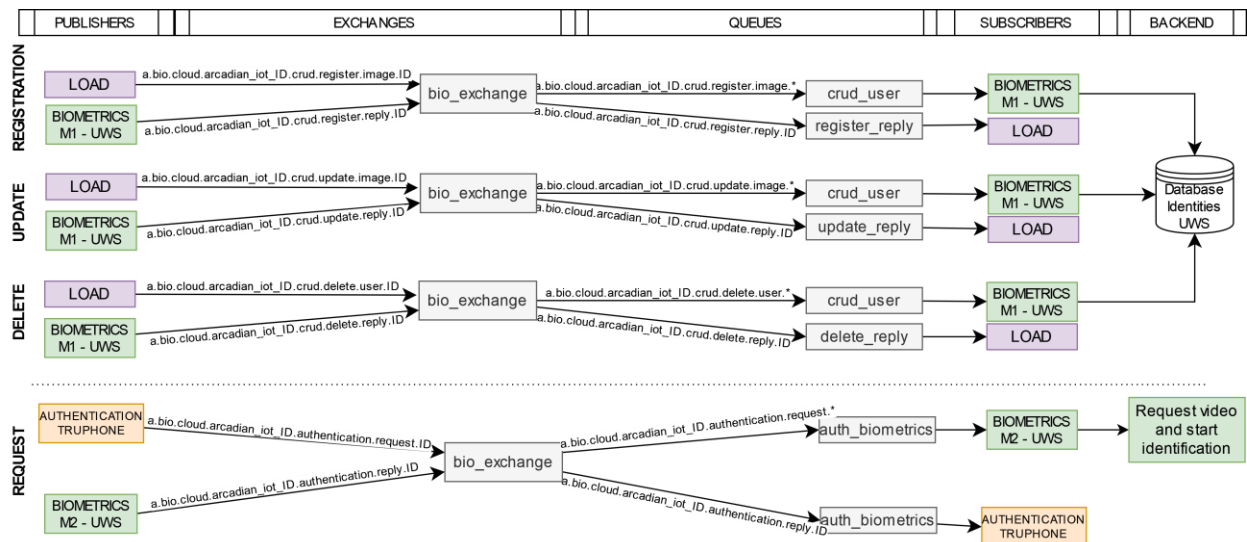 PUBLISHERS EXCHANGES QUEUES SUBSCRIBERS BACKEND
REGISTRATION
LOAD
a.bio.cloud.arcadian_iot_ID.crud.register.image.ID
BIOMETRICS
M1 - UWS
a.bio.cloud.arcadian_iot_ID.crud.register.reply.ID
bio_exchange
a.bio.cloud.arcadian_iot_ID.crud.register.image.*
a.bio.cloud.arcadian_iot_ID.crud.register.reply.ID
crud_user
register_reply
BIOMETRICS
M1 - UWS
LOAD
UPDATE
LOAD
a.bio.cloud.arcadian_iot_ID.crud.update.image.ID
BIOMETRICS
M1 - UWS
a.bio.cloud.arcadian_iot_ID.crud.update.reply.ID
bio_exchange
a.bio.cloud.arcadian_iot_ID.crud.update.image.*
a.bio.cloud.arcadian_iot_ID.crud.update.reply.ID
crud_user
update_reply
BIOMETRICS
M1 - UWS
LOAD
Database
Identities
UWS
DELETE
LOAD
a.bio.cloud.arcadian_iot_ID.crud.delete.user.ID
BIOMETRICS
M1 - UWS
a.bio.cloud.arcadian_iot_ID.crud.delete.reply.ID
bio_exchange
a.bio.cloud.arcadian_iot_ID.crud.delete.user.*
a.bio.cloud.arcadian_iot_ID.crud.delete.reply.ID
crud_user
delete_reply
BIOMETRICS
M1 - UWS
LOAD
REQUEST
AUTHENTICATION
TRUPHONE
a.bio.cloud.arcadian_iot_ID.authentication.request.ID
BIOMETRICS
M2 - UWS
a.bio.cloud.arcadian_iot_ID.authentication.reply.ID
bio_exchange
a.bio.cloud.arcadian_iot_ID.authentication.request.*
a.bio.cloud.arcadian_iot_ID.authentication.reply.ID
auth_biometrics
auth_biometrics
BIOMETRICS
M2 - UWS
AUTHENTICATION
TRUPHONE
Request video
and start
identification